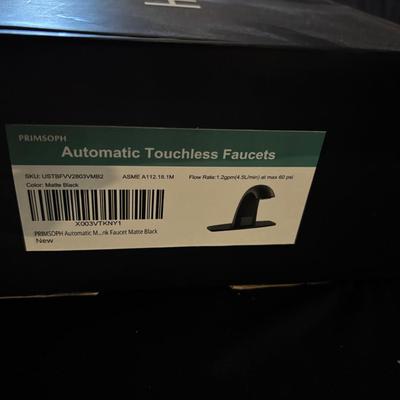 PRIMSOPH
Automatic Touchless Faucets
SKU: USTBFVV2803VMB2 ASME A112.18.1M Flow Rate:1.2gpm(4.5L/min) at max 60 psi
Color: Matte Black
X003VTKNY1
PRIMSOPH Automatic M...nk Faucet Matte Black
New